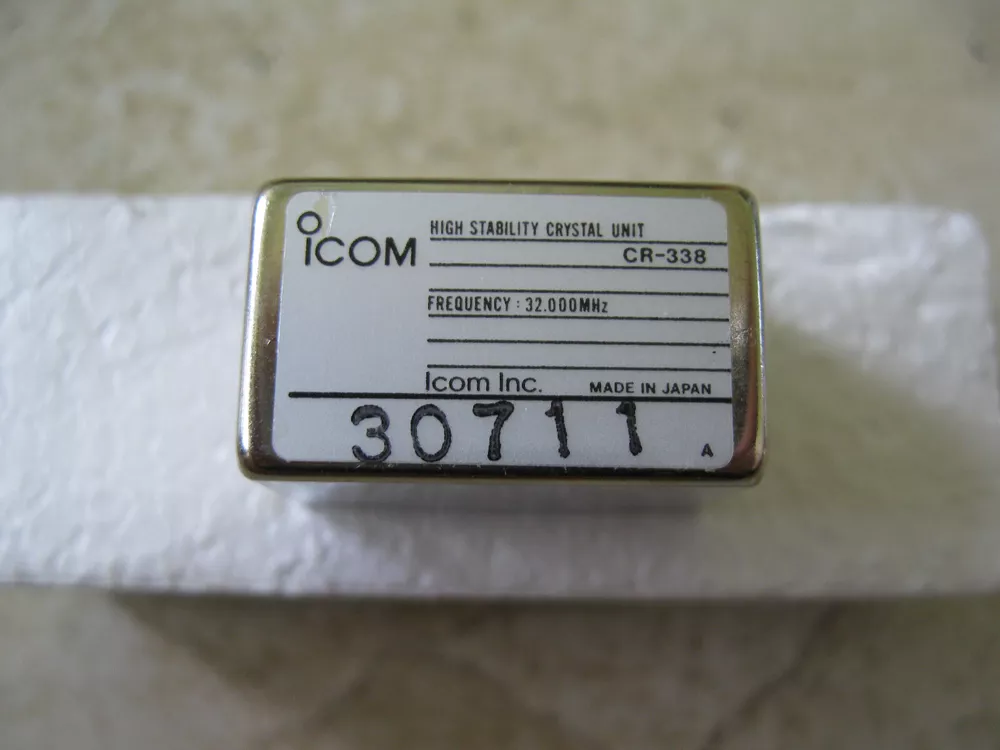 iCOM
HIGH STABILITY CRYSTAL UNIT
CR-338
FREQUENCY : 32.000MHz
Icom Inc. MADE IN JAPAN
30711 A